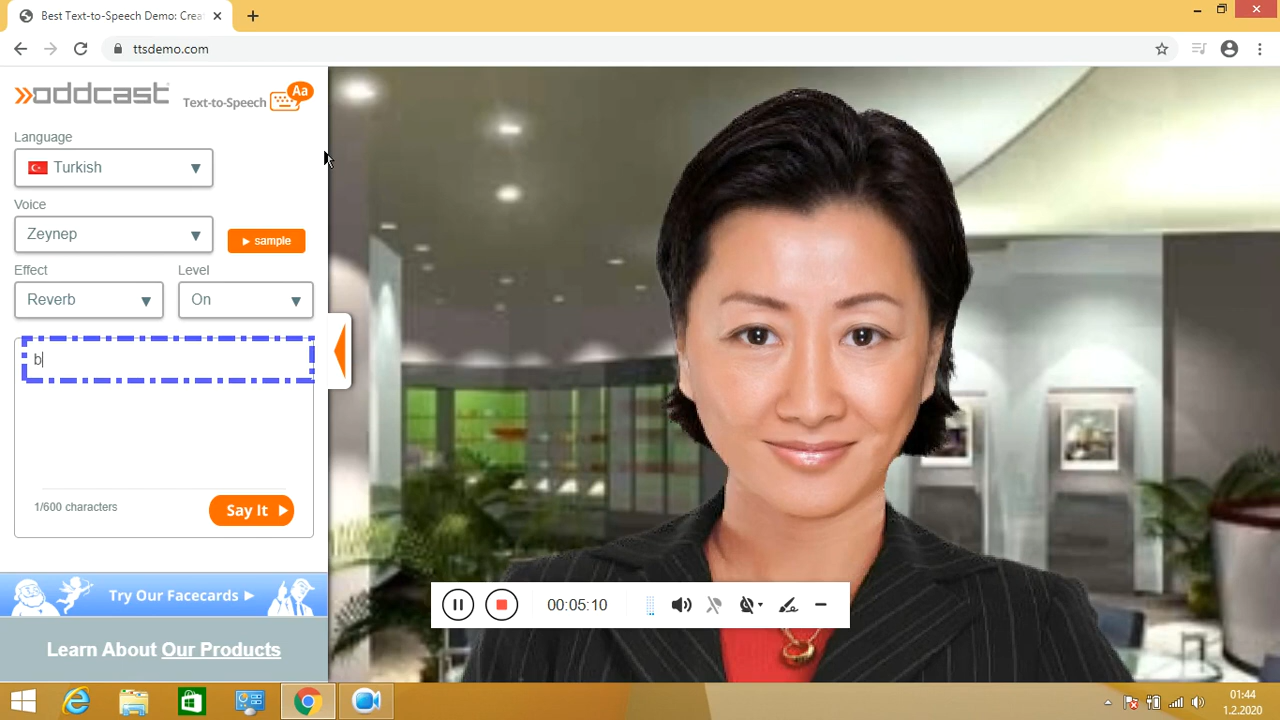 Best Text-to-Speech Demo: Crea
ttsdemo.com
oddcast
Text-to-Speech
Aa
Language
Turkish
Voice
Zeynep
sample
Effect
Level
Reverb
On
b
1/600 characters
Say It
Try Our Facecards
Learn About Our Products
00:05:10
01:44
1.2.2020